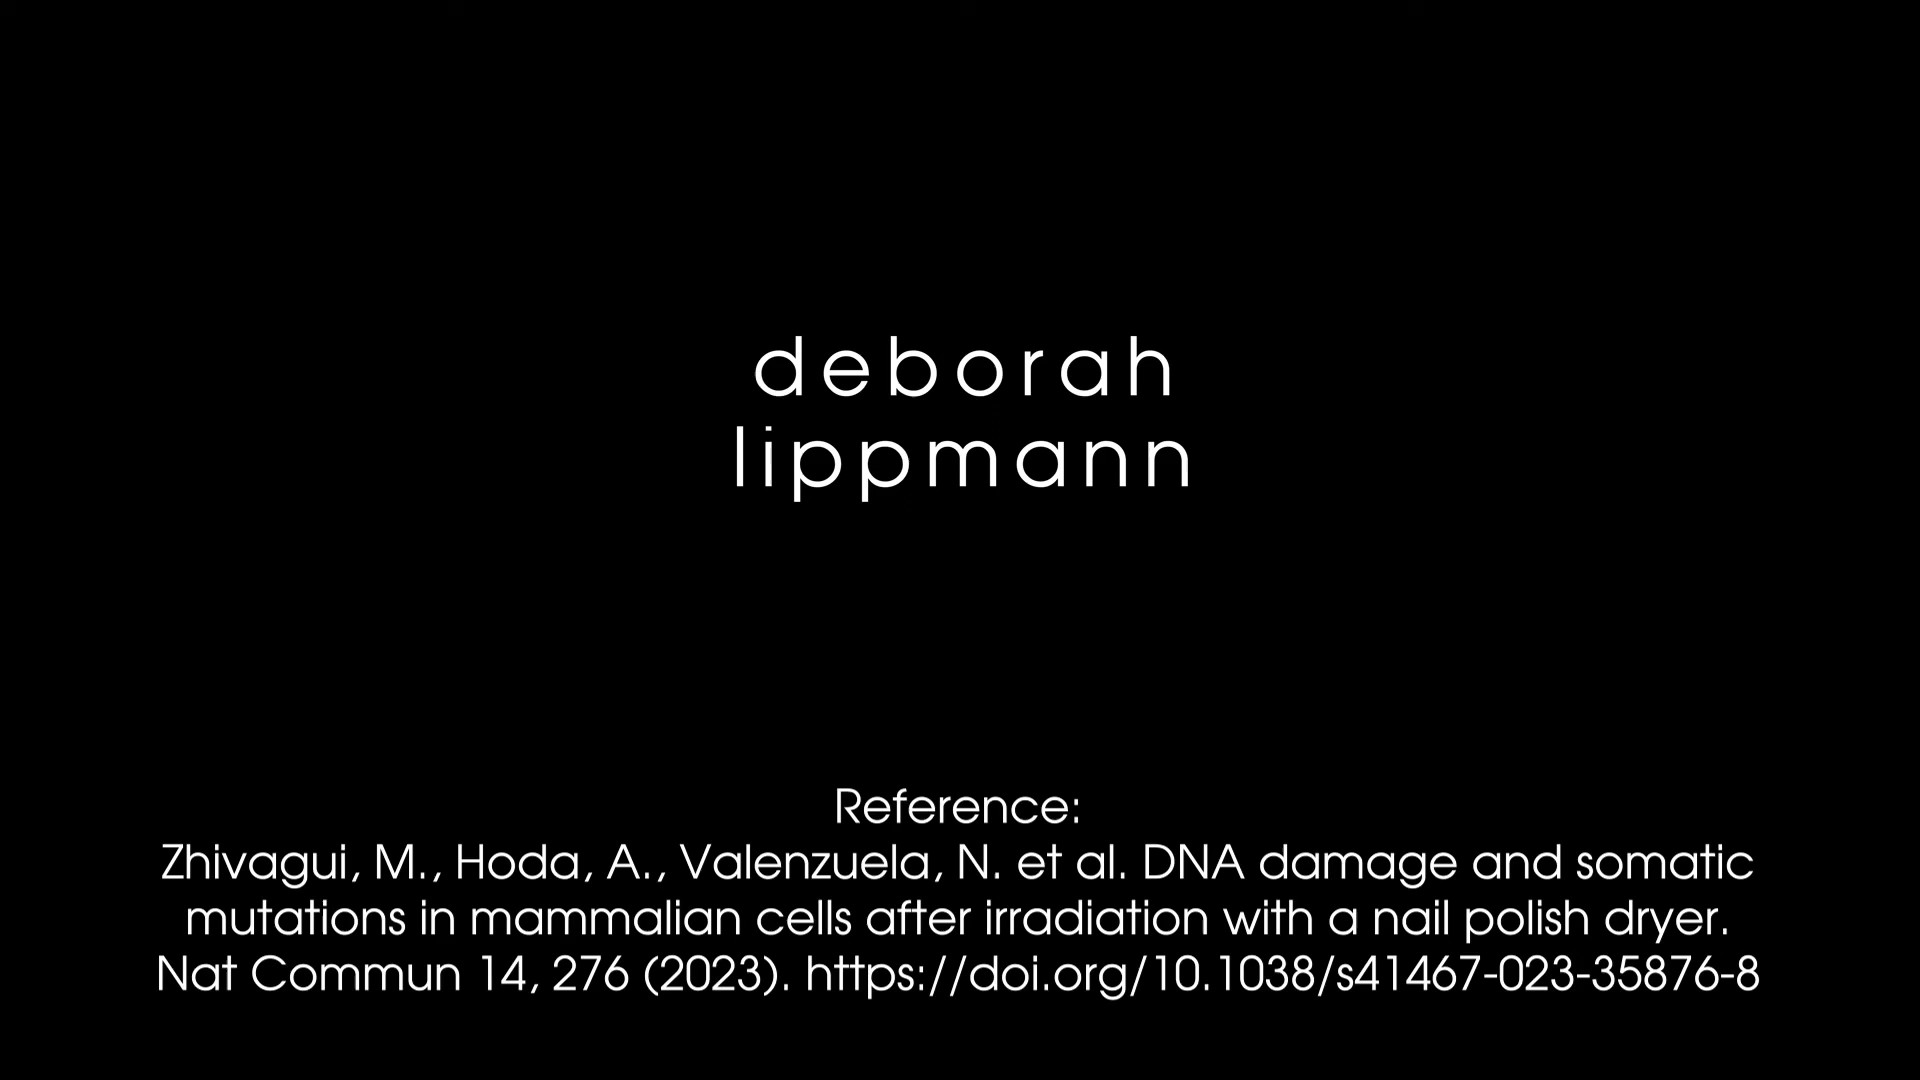 deborah
lippmann
Reference:
Zhivagui, M., Hoda, A., Valenzuela, N. et al. DNA damage and somatic
mutations in mammalian cells after irradiation with a nail polish dryer.
Nat Commun 14, 276 (2023). https://doi.org/10.1038/s41467-023-35876-8